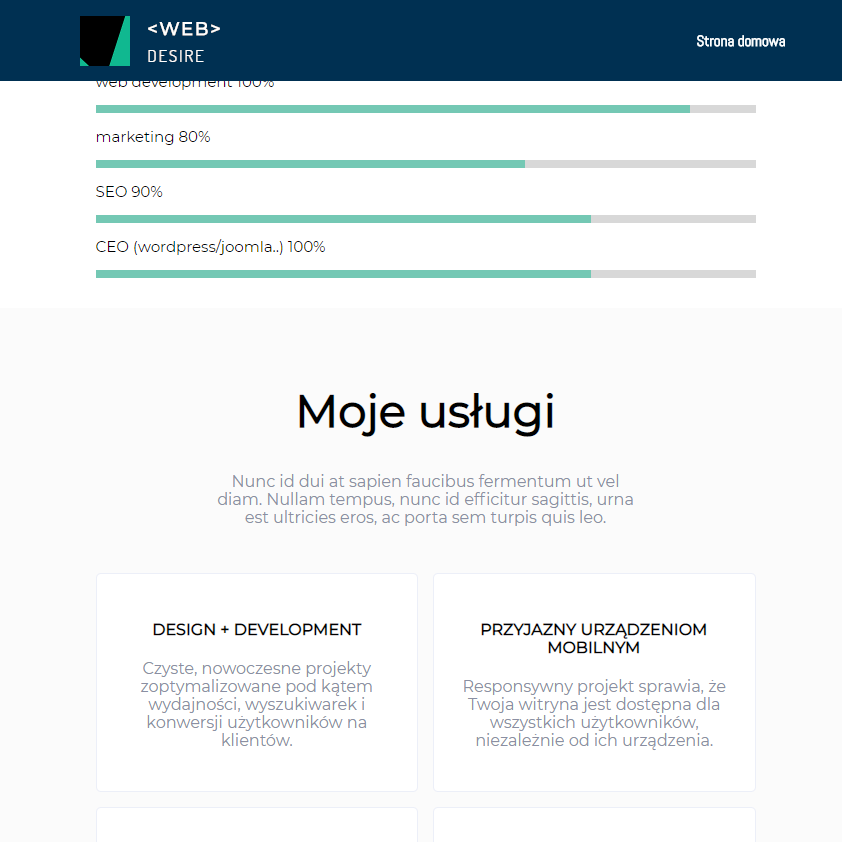 <WEB>
DESIRE
Strona domowa
web development 100%
marketing 80%
SEO 90%
CEO (wordpress/joomla..) 100%
Moje usługi
Nunc id dui at sapien faucibus fermentum ut vel
diam. Nullam tempus, nunc id efficitur sagittis, urna
est ultricies eros, ac porta sem turpis quis leo.
DESIGN + DEVELOPMENT
Czyste, nowoczesne projekty
zoptymalizowane pod kątem
wydajności, wyszukiwarek i
konwersji użytkowników na
klientów.
PRZYJAZNY URZĄDZENIOM
MOBILNYM
Responsywny projekt sprawia, że
Twoja witryna jest dostępna dla
wszystkich użytkowników,
niezależnie od ich urządzenia.